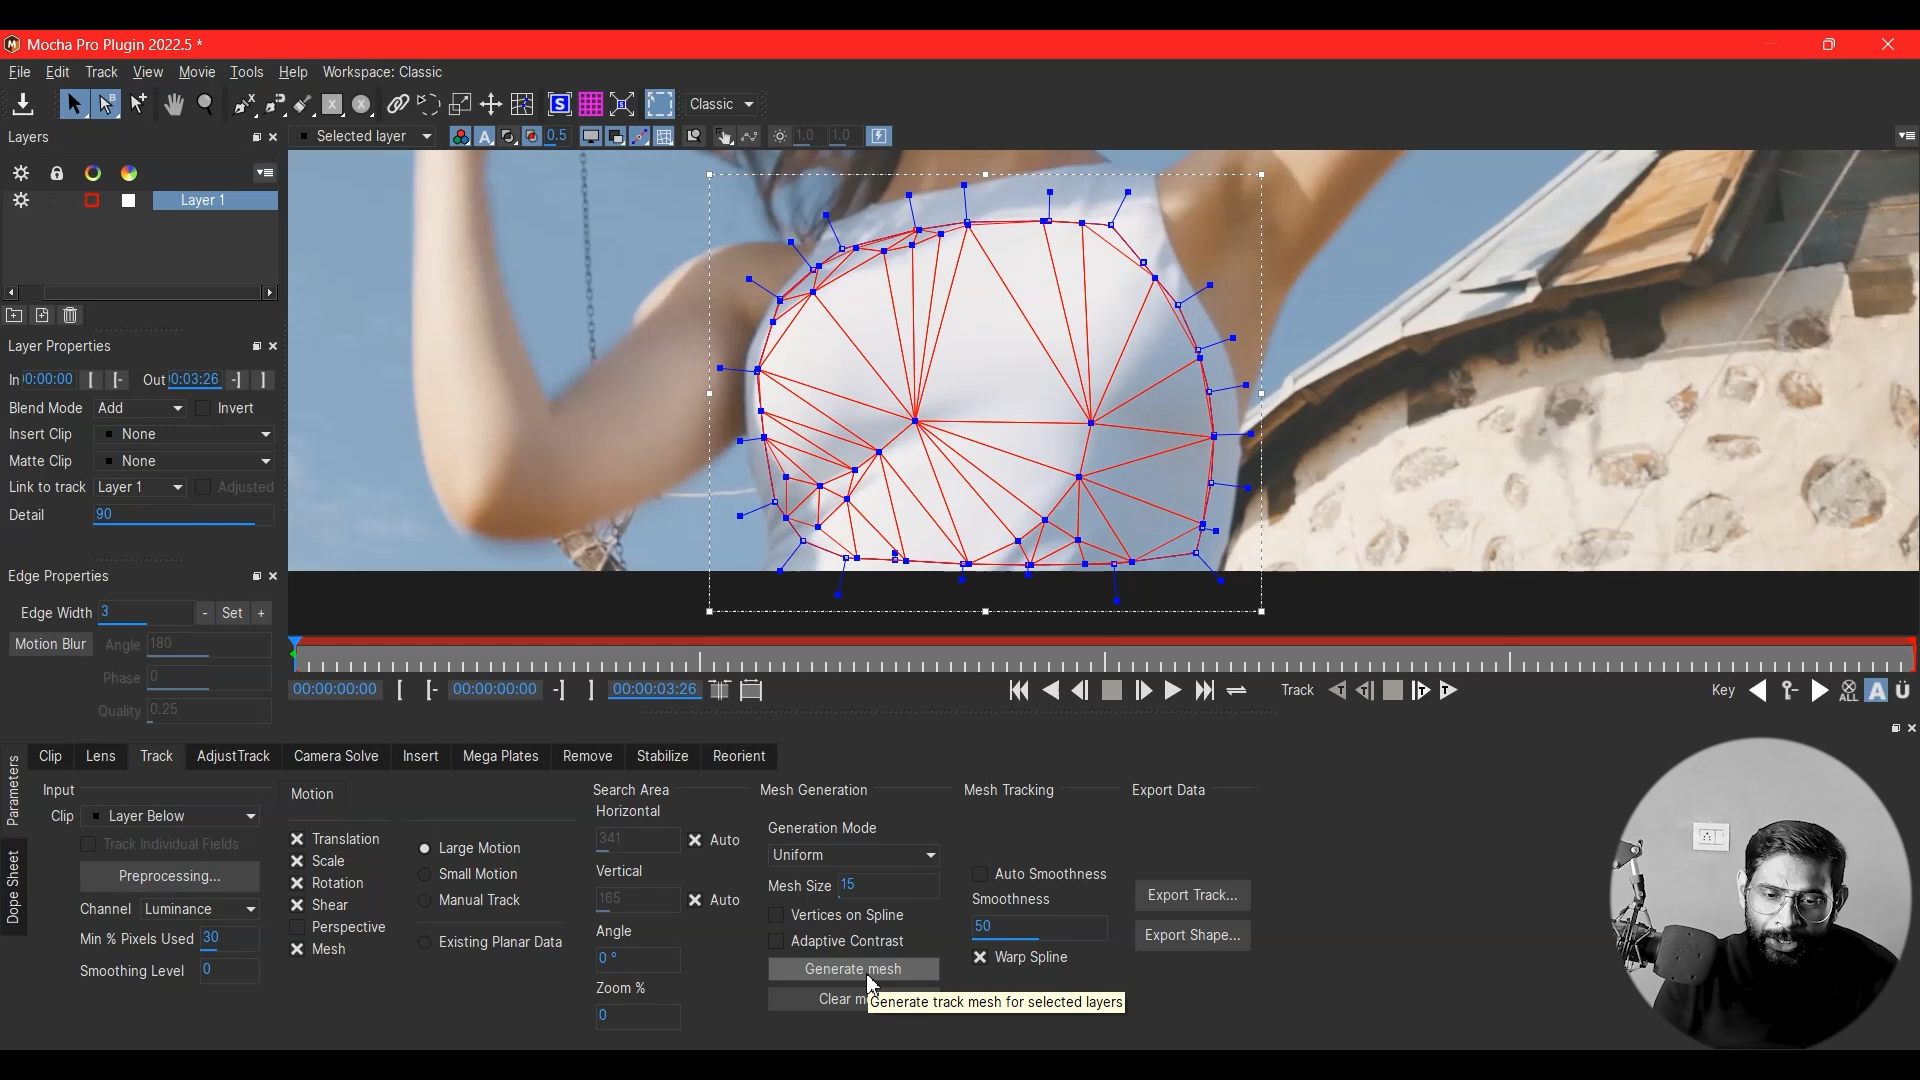 Mocha Pro Plugin 2022.5 *
File Edit Track View Movie Tools Help Workspace: Classic
Classic
Layers
Selected layer
0.5
1.0
1.0
Layer 1
Layer Properties
In 0:00:00 Out 0:03:26
Blend Mode Add Invert
Insert Clip None
Matte Clip None
Link to track Layer 1 Adjusted
Detail 90
Edge Properties
Edge Width 3 - Set +
Motion Blur Angle 180
Phase 0
Quality 0.25
00:00:00:00 00:00:00:00 00:00:03:26 Track Key ALL A Ü
Parameters
Dope Sheet
Clip Lens Track AdjustTrack Camera Solve Insert Mega Plates Remove Stabilize Reorient
Input
Clip Layer Below
Track Individual Fields
Preprocessing...
Channel Luminance
Min % Pixels Used 30
Smoothing Level 0
Motion
Translation
Scale
Rotation
Shear
Perspective
Mesh
Large Motion
Small Motion
Manual Track
Existing Planar Data
Search Area
Horizontal
341 Auto
Vertical
165 Auto
Angle
0 °
Zoom %
0
Mesh Generation
Generation Mode
Uniform
Mesh Size 15
Vertices on Spline
Adaptive Contrast
Generate mesh
Clear m
Generate track mesh for selected layers
Mesh Tracking
Auto Smoothness
Smoothness
50
Warp Spline
Export Data
Export Track...
Export Shape...